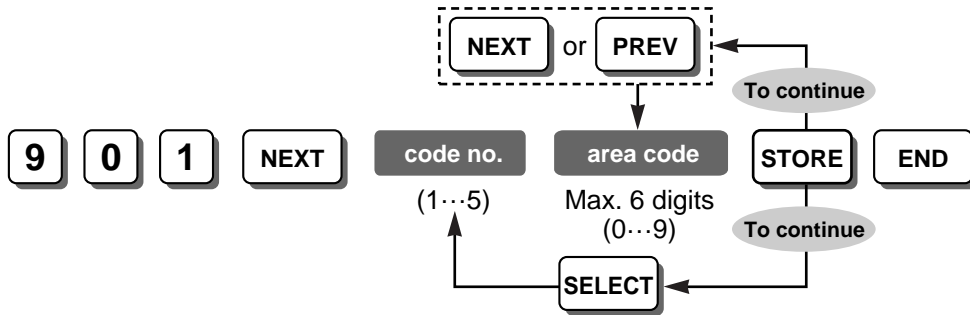 NEXT or PREV
To continue
9 0 1 NEXT code no. area code STORE END
(1···5) Max. 6 digits
(0···9)
To continue
SELECT